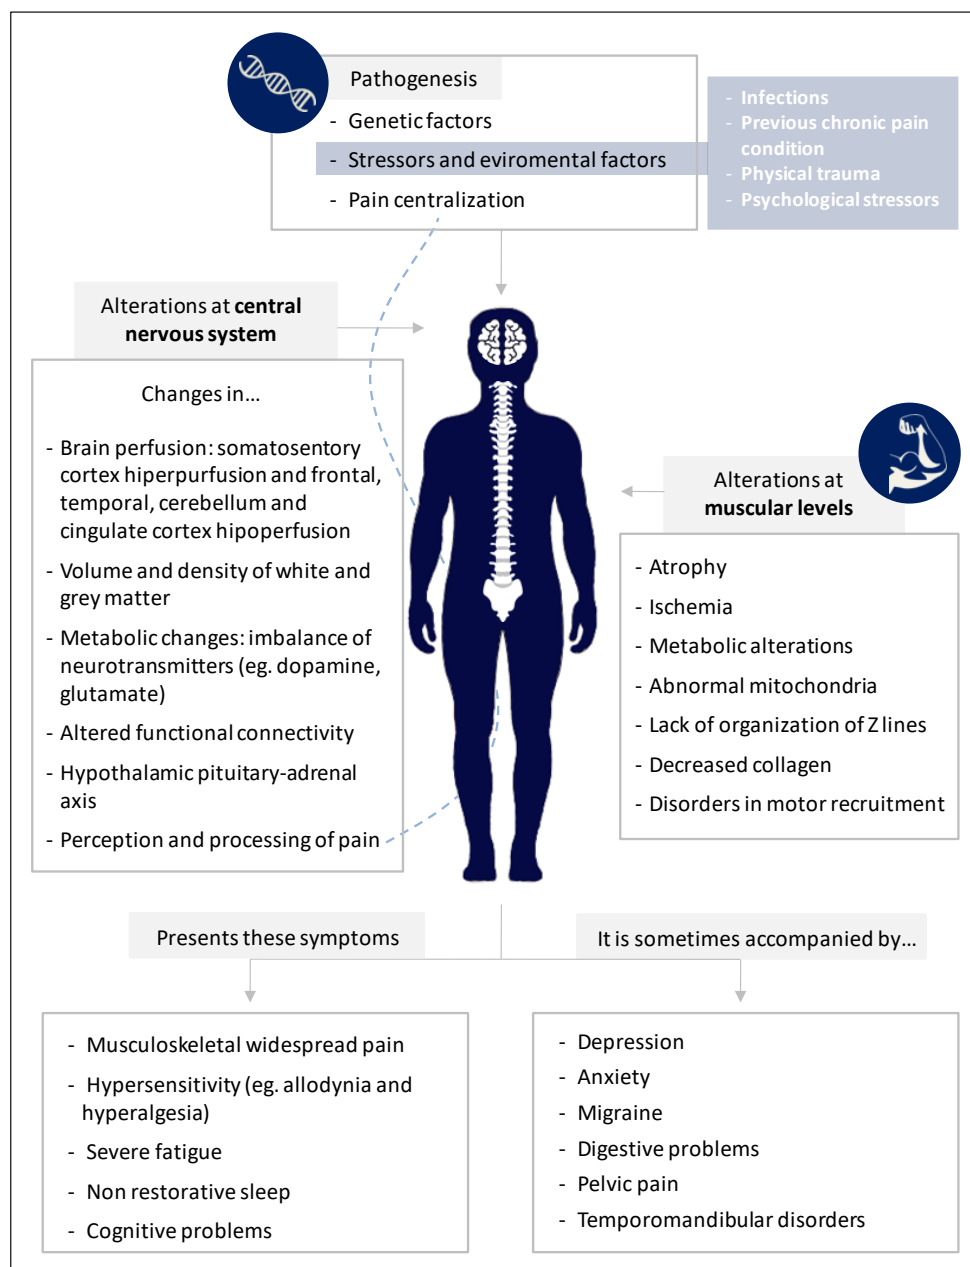 Pathogenesis
- Genetic factors
- Stressors and eviromental factors
- Pain centralization
- Infections
- Previous chronic pain
condition
- Physical trauma
- Psychological stressors
Alterations at central
nervous system
Changes in...
- Brain perfusion: somatosentory
cortex hiperpurfusion and frontal,
temporal, cerebellum and
cingulate cortex hipoperfusion
- Volume and density of white and
grey matter
- Metabolic changes: imbalance of
neurotransmitters (eg. dopamine,
glutamate)
- Altered functional connectivity
- Hypothalamic pituitary-adrenal
axis
- Perception and processing of pain
Alterations at
muscular levels
- Atrophy
- Ischemia
- Metabolic alterations
- Abnormal mitochondria
- Lack of organization of Z lines
- Decreased collagen
- Disorders in motor recruitment
Presents these symptoms
- Musculoskeletal widespread pain
- Hypersensitivity (eg. allodynia and
hyperalgesia)
- Severe fatigue
- Non restorative sleep
- Cognitive problems
It is sometimes accompanied by...
- Depression
- Anxiety
- Migraine
- Digestive problems
- Pelvic pain
- Temporomandibular disorders